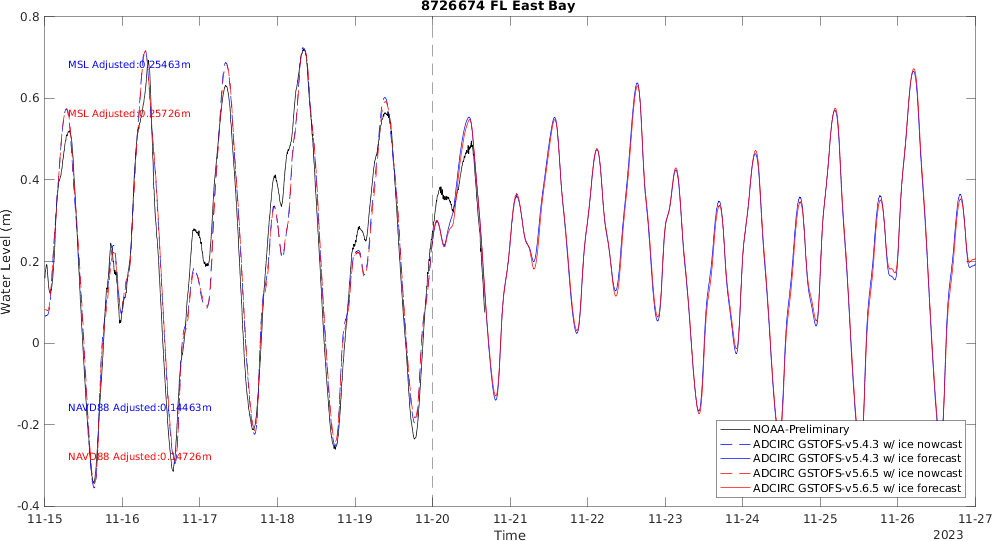 8726674 FL East Bay
0.8
0.6
0.4
0.2
0
-0.2
-0.4
Water Level (m)
MSL Adjusted:0.25463m
MSL Adjusted:0.25726m
NAVD88 Adjusted:0.14463m
NAVD88 Adjusted:0.14726m
NOAA-Preliminary
ADCIRC GSTOFS-v5.4.3 w/ ice nowcast
ADCIRC GSTOFS-v5.4.3 w/ ice forecast
ADCIRC GSTOFS-v5.6.5 w/ ice nowcast
ADCIRC GSTOFS-v5.6.5 w/ ice forecast
11-15 11-16 11-17 11-18 11-19 11-20 11-21 11-22 11-23 11-24 11-25 11-26 11-27
Time
2023